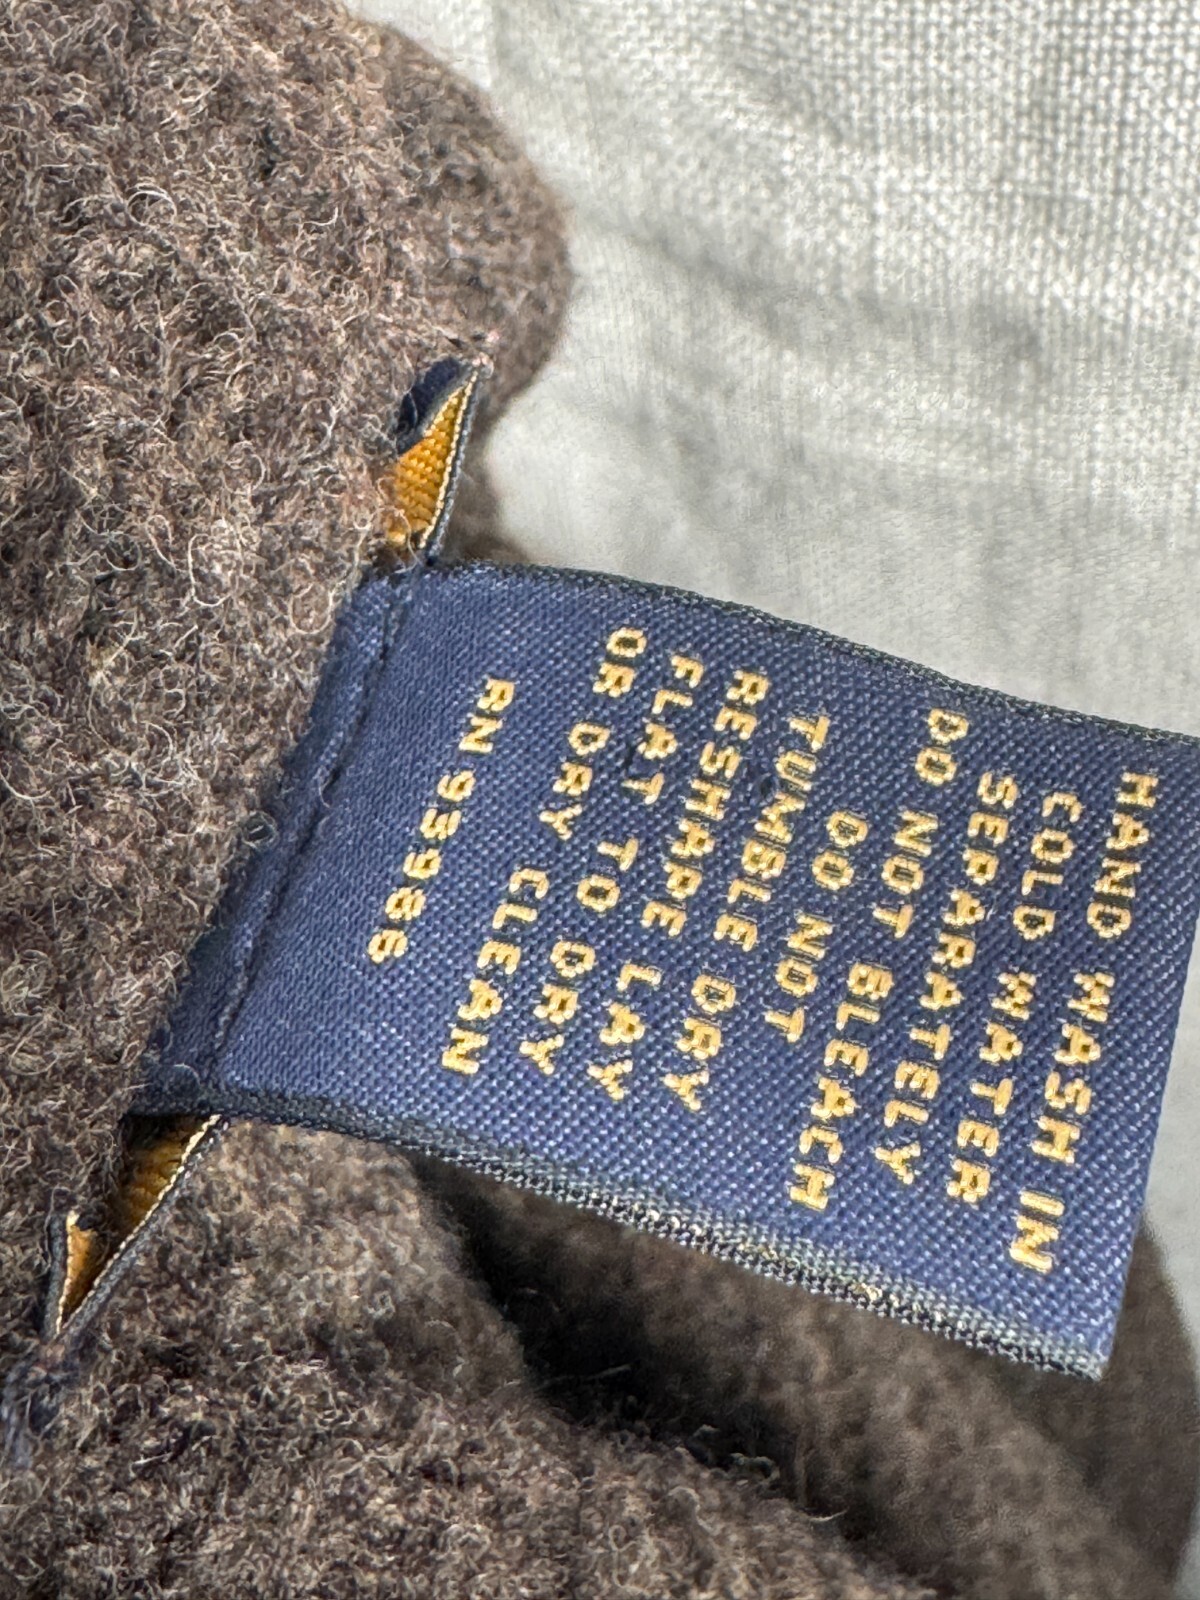 HAND WASH IN
COLD WATER
SEPARATELY
DO NOT BLEACH
DO NOT
TUMBLE DRY
RESHAPE LAY
FLAT TO DRY
OR DRY CLEAN
RN 93986